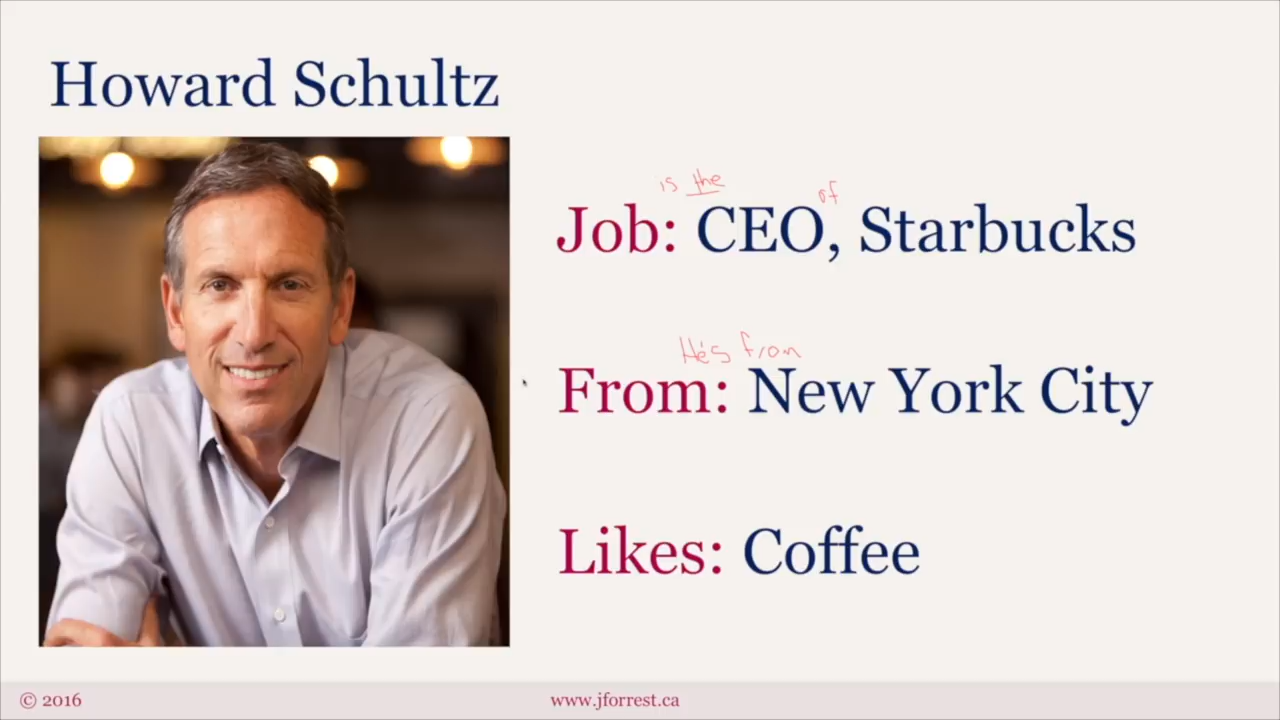 Howard Schultz
is the of
Job: CEO, Starbucks
He's from
From: New York City
Likes: Coffee
© 2016
www.jforrest.ca